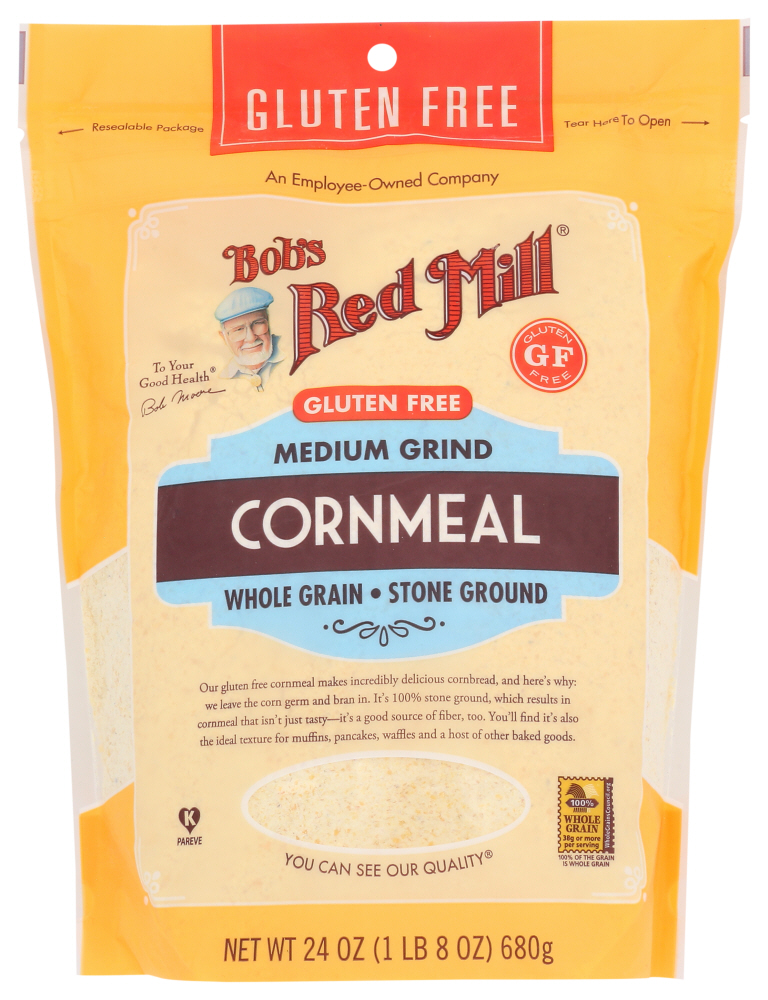 GLUTEN FREE
← Resealable Package
Tear Here To Open →
An Employee-Owned Company
Bob's
Red Mill®
To Your
Good Health®
Bob Moore
GLUTEN
GF
FREE
GLUTEN FREE
MEDIUM GRIND
CORNMEAL
WHOLE GRAIN • STONE GROUND
Our gluten free cornmeal makes incredibly delicious cornbread, and here's why:
we leave the corn germ and bran in. It's 100% stone ground, which results in
cornmeal that isn't just tasty—it's a good source of fiber, too. You'll find it's also
the ideal texture for muffins, pancakes, waffles and a host of other baked goods.
K
PAREVE
YOU CAN SEE OUR QUALITY®
100%
WHOLE
GRAIN
38g or more
per serving
WholeGrainsCouncil.org
100% OF THE GRAIN
IS WHOLE GRAIN
NET WT 24 OZ (1 LB 8 OZ) 680g